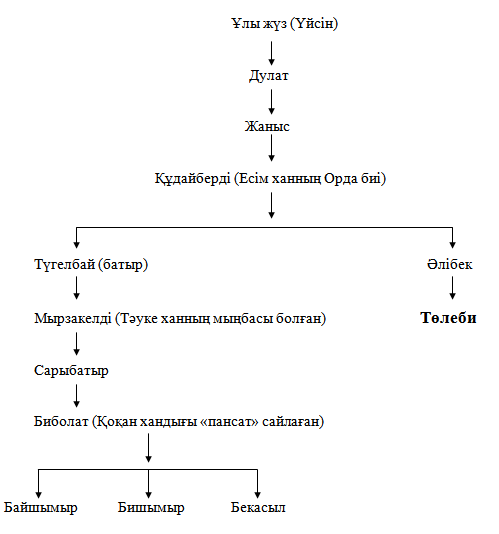 Ұлы жүз (Үйсін)
Дулат
Жаныс
Құдайберді (Есім ханның Орда биі)
Түгелбай (батыр)
Әлібек
Мырзакелді (Тәуке ханның мыңбасы болған)
Төлеби
Сарыбатыр
Биболат (Қоқан хандығы «пансат» сайлаған)
Байшымыр
Бишымыр
Бекасыл